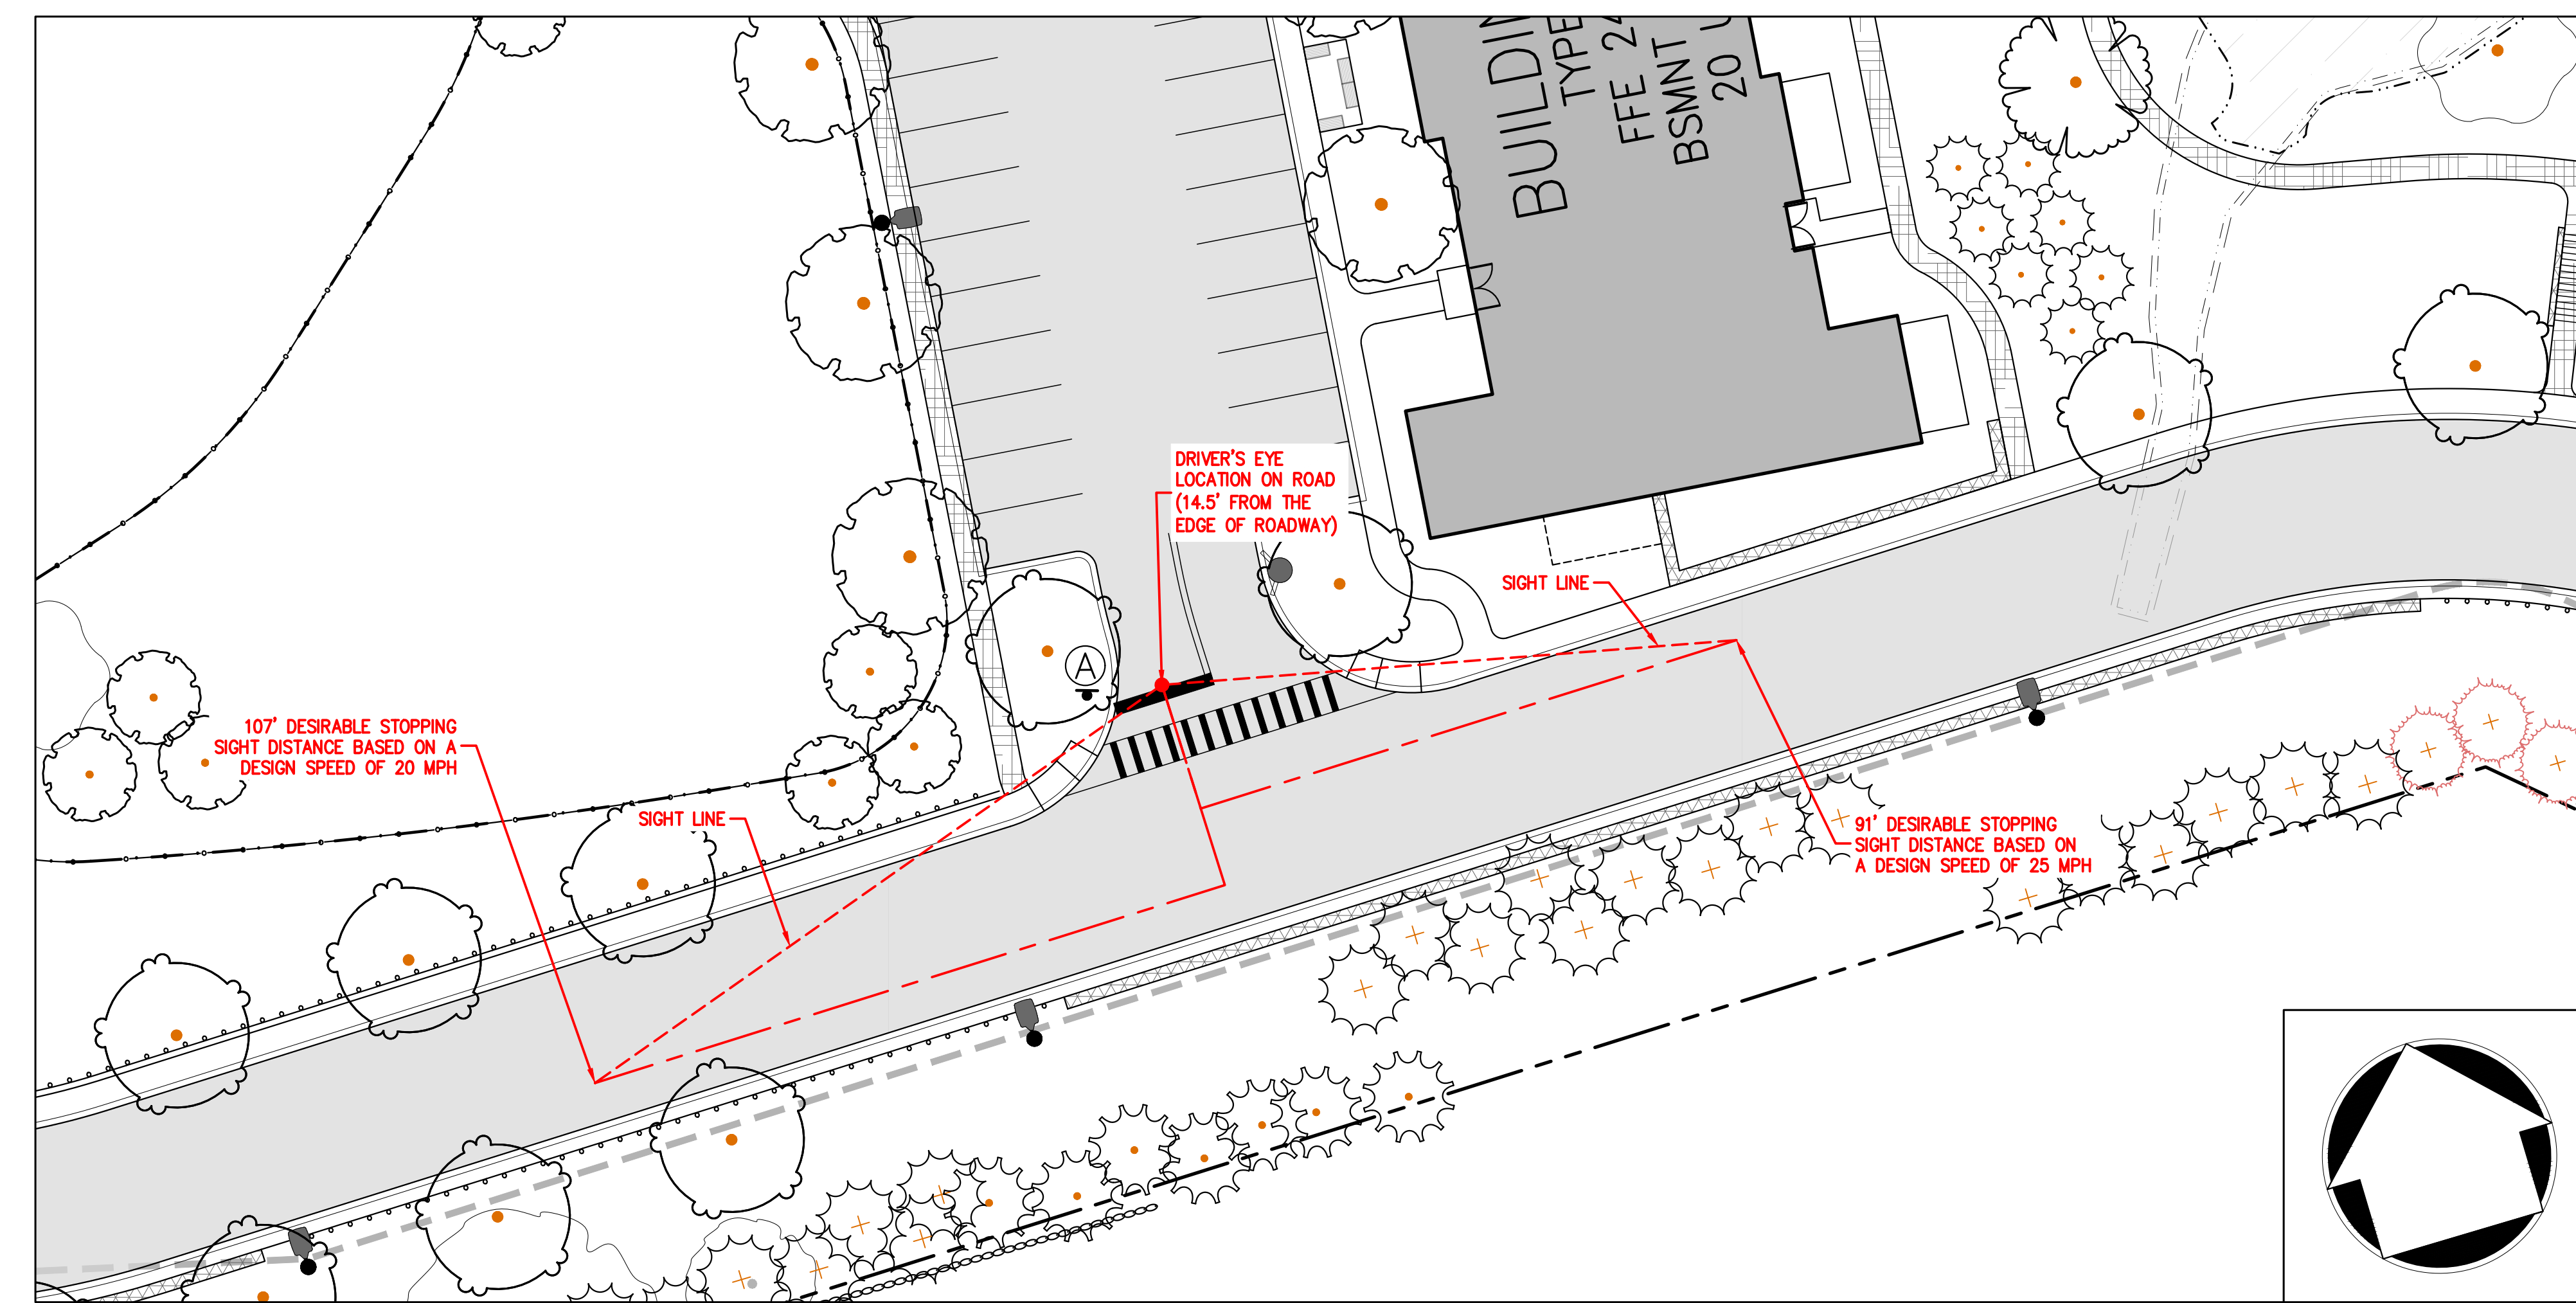 BUILDIN
TYPE
FFE 2
BSMNT
20 U
DRIVER'S EYE
LOCATION ON ROAD
(14.5' FROM THE
EDGE OF ROADWAY)
SIGHT LINE
A
107' DESIRABLE STOPPING
SIGHT DISTANCE BASED ON A
DESIGN SPEED OF 20 MPH
SIGHT LINE
91' DESIRABLE STOPPING
SIGHT DISTANCE BASED ON
A DESIGN SPEED OF 25 MPH